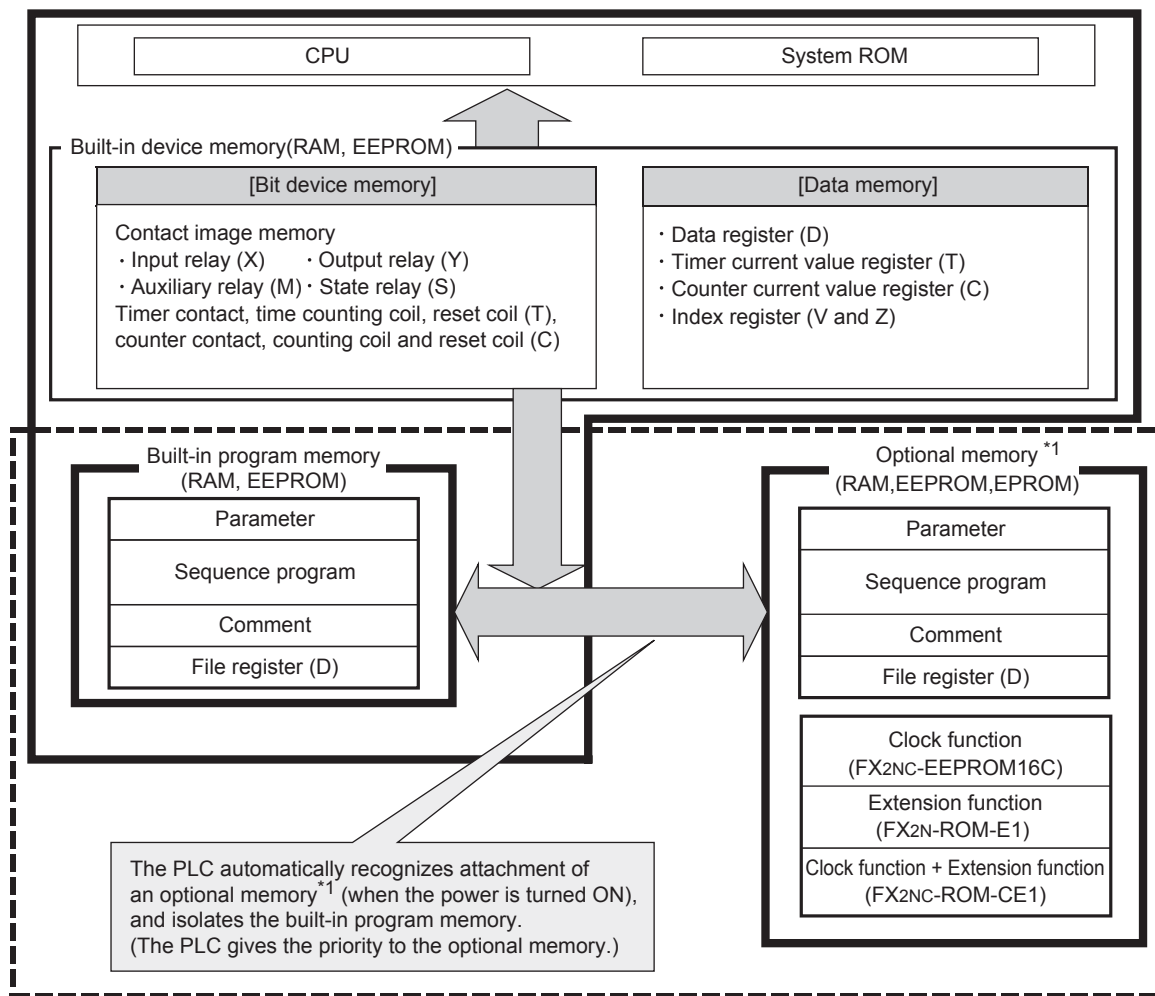 CPU
System ROM
Built-in device memory(RAM, EEPROM)
[Bit device memory]
Contact image memory
・Input relay (X) ・Output relay (Y)
・Auxiliary relay (M)・State relay (S)
Timer contact, time counting coil, reset coil (T),
counter contact, counting coil and reset coil (C)
[Data memory]
・Data register (D)
・Timer current value register (T)
・Counter current value register (C)
・Index register (V and Z)
Built-in program memory
(RAM, EEPROM)
Parameter
Sequence program
Comment
File register (D)
Optional memory *1
(RAM,EEPROM,EPROM)
Parameter
Sequence program
Comment
File register (D)
Clock function
(FX2NC-EEPROM16C)
Extension function
(FX2N-ROM-E1)
Clock function + Extension function
(FX2NC-ROM-CE1)
The PLC automatically recognizes attachment of
an optional memory*1 (when the power is turned ON),
and isolates the built-in program memory.
(The PLC gives the priority to the optional memory.)